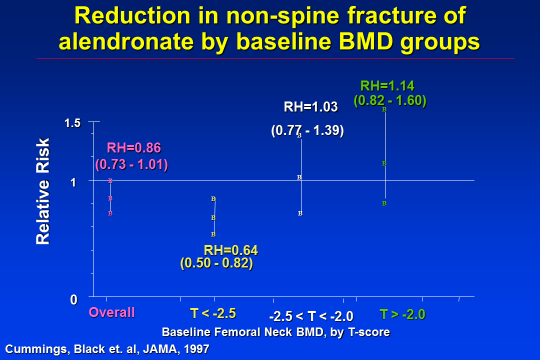 Reduction in non-spine fracture of
alendronate by baseline BMD groups
RH=1.14
(0.82 - 1.60)
RH=1.03
(0.77 - 1.39)
RH=0.86
(0.73 - 1.01)
RH=0.64
(0.50 - 0.82)
Relative Risk
1.5
1
0
Overall
T < -2.5
-2.5 < T < -2.0
T > -2.0
Baseline Femoral Neck BMD, by T-score
Cummings, Black et. al, JAMA, 1997